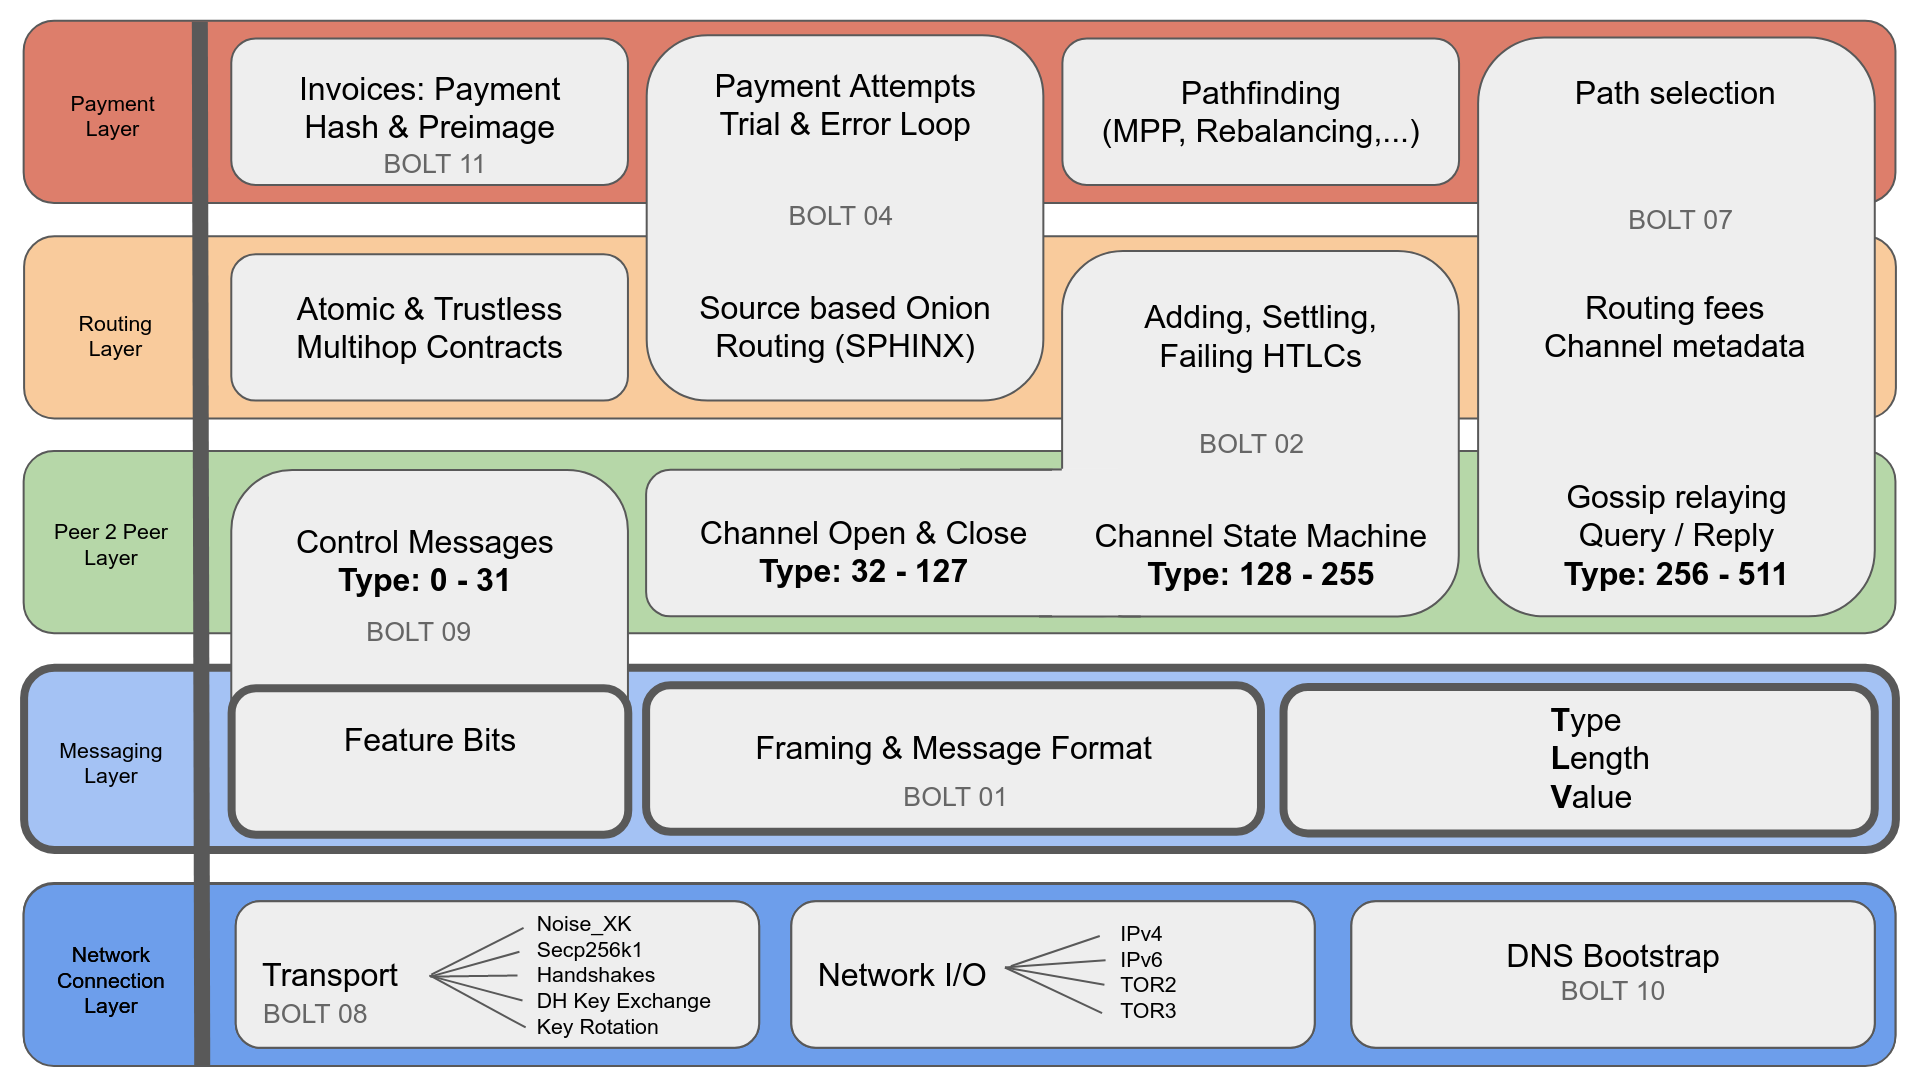 Payment
Layer
Invoices: Payment
Hash & Preimage
BOLT 11
Payment Attempts
Trial & Error Loop
BOLT 04
Source based Onion
Routing (SPHINX)
Pathfinding
(MPP, Rebalancing,...)
Path selection
BOLT 07
Routing fees
Channel metadata
Gossip relaying
Query / Reply
Type: 256 - 511
Routing
Layer
Atomic & Trustless
Multihop Contracts
Adding, Settling,
Failing HTLCs
BOLT 02
Channel State Machine
Type: 128 - 255
Peer 2 Peer
Layer
Control Messages
Type: 0 - 31
BOLT 09
Channel Open & Close
Type: 32 - 127
Messaging
Layer
Feature Bits
Framing & Message Format
BOLT 01
Type
Length
Value
Network
Connection
Layer
Transport
BOLT 08
Noise_XK
Secp256k1
Handshakes
DH Key Exchange
Key Rotation
Network I/O
IPv4
IPv6
TOR2
TOR3
DNS Bootstrap
BOLT 10